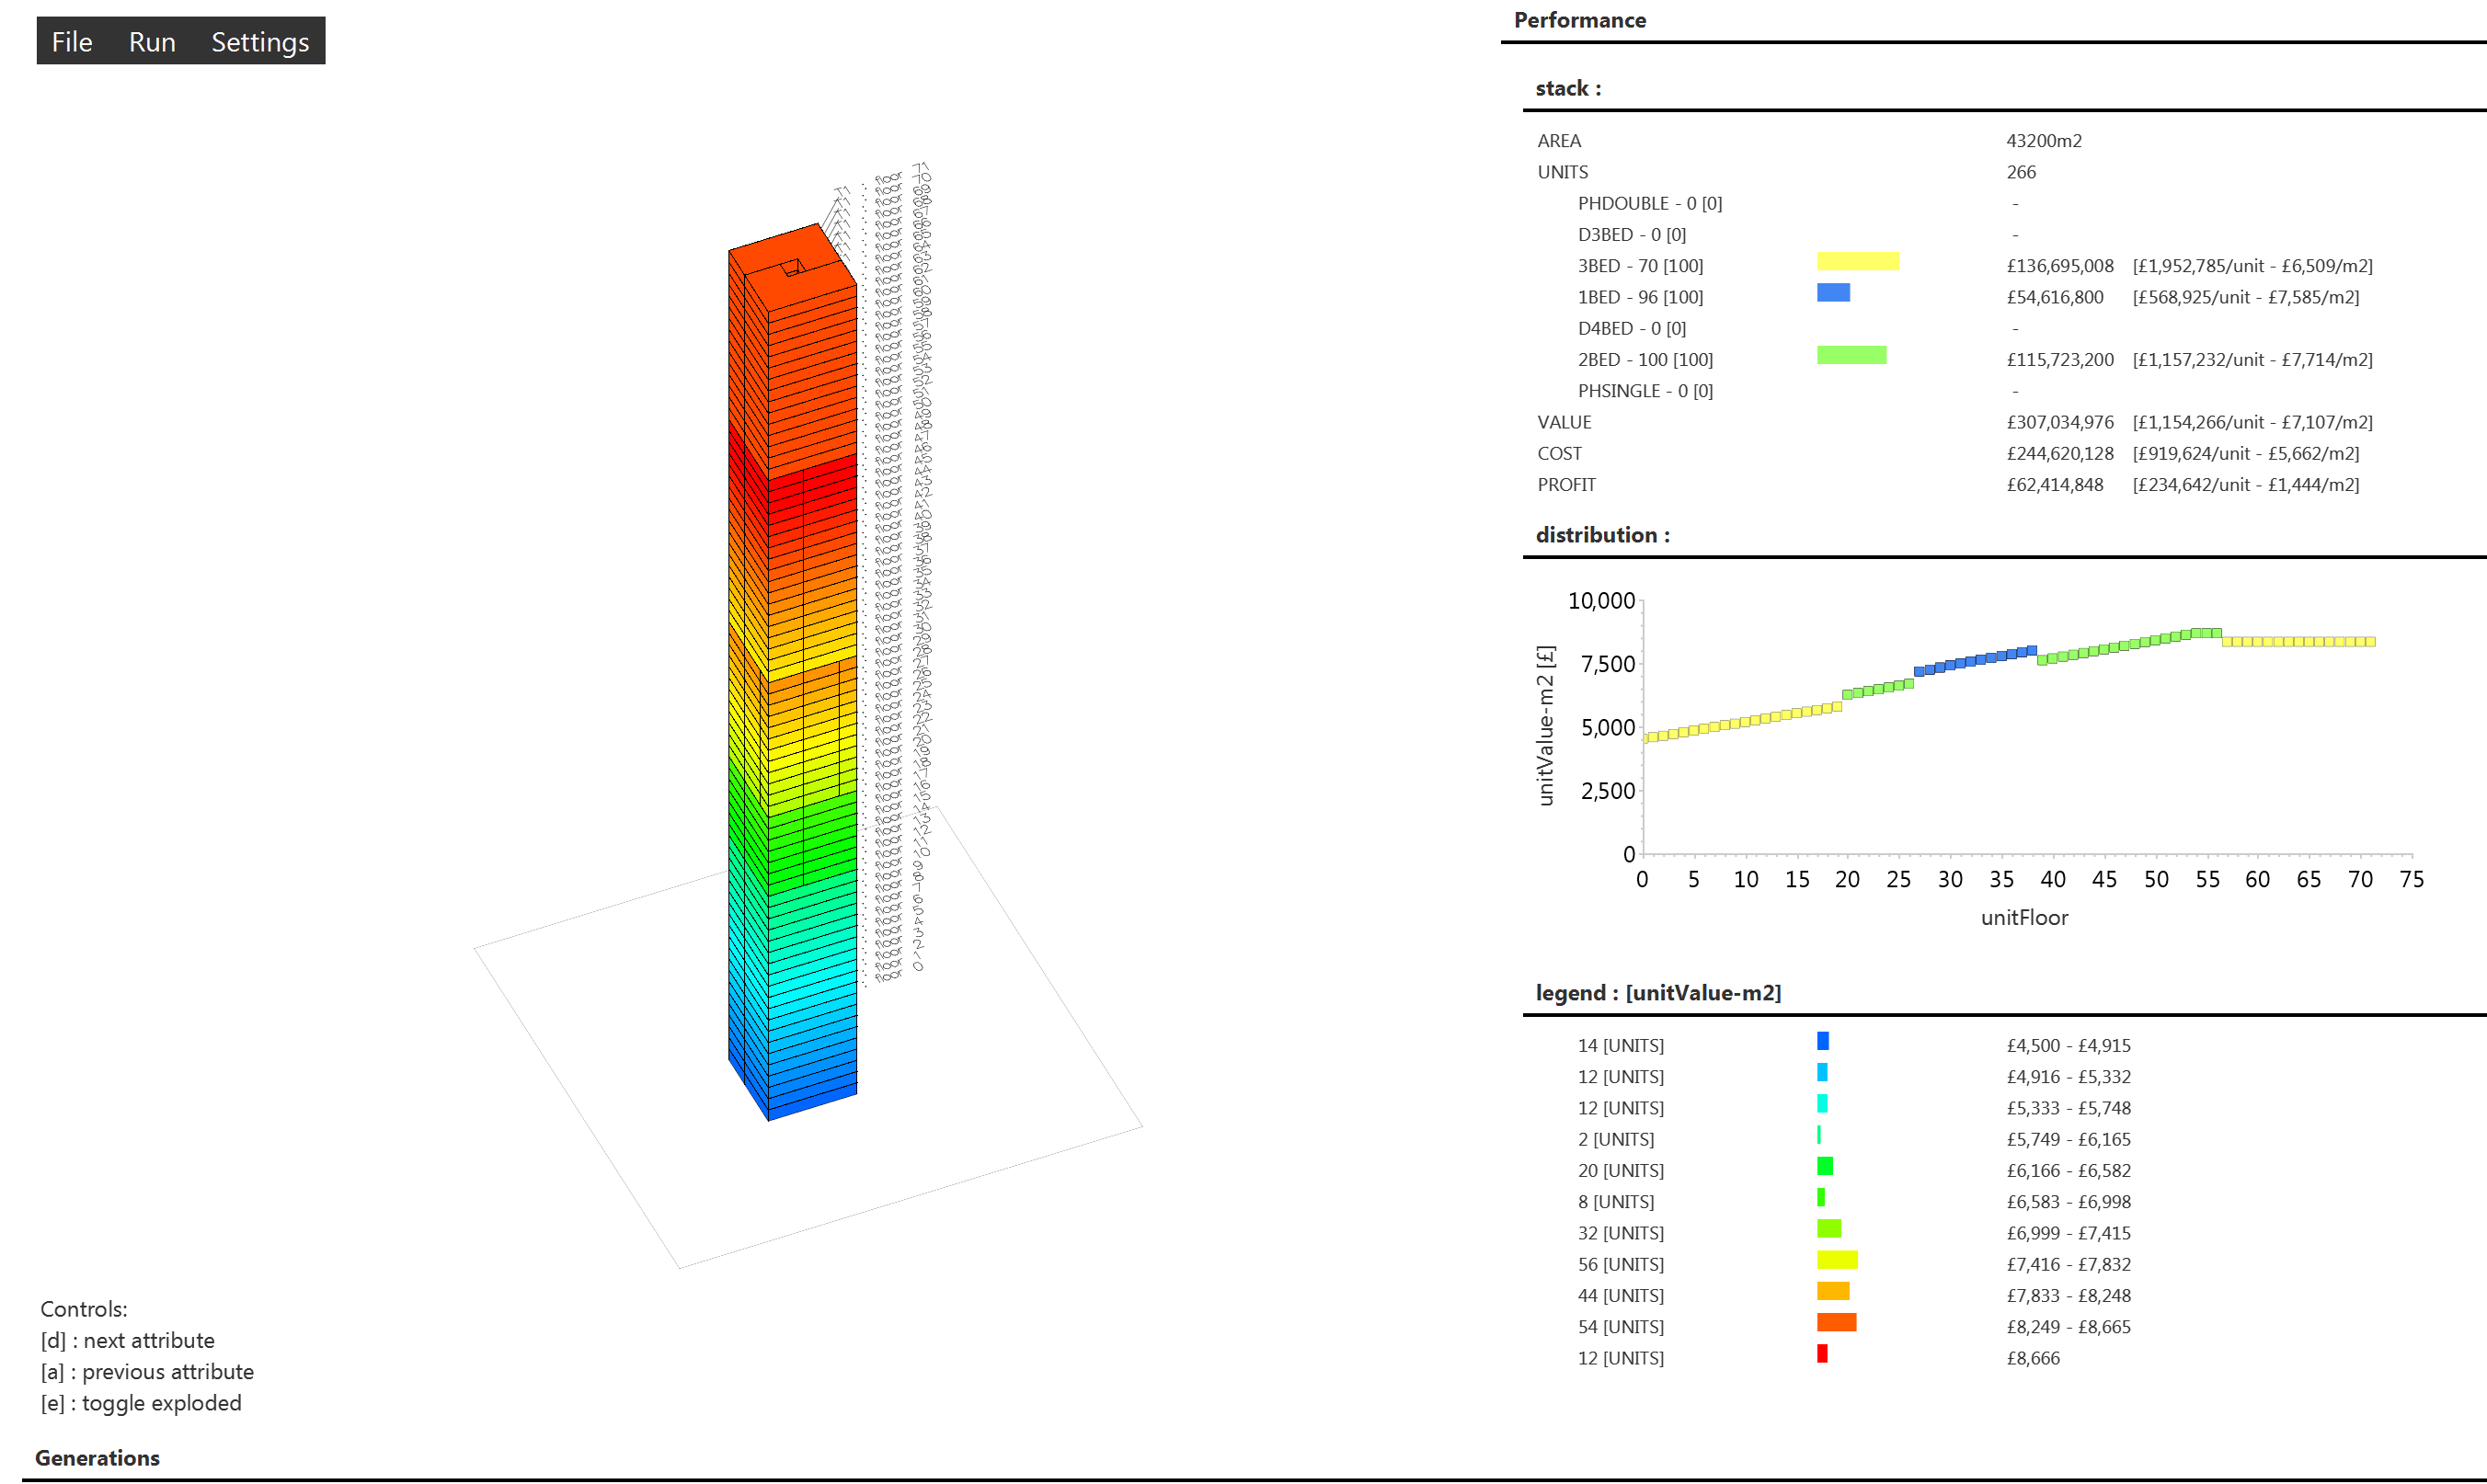 File Run Settings
Performance
stack :
AREA 43200m2
UNITS 266
PHDOUBLE - 0 [0] -
D3BED - 0 [0] -
3BED - 70 [100] £136,695,008 [£1,952,785/unit - £6,509/m2]
1BED - 96 [100] £54,616,800 [£568,925/unit - £7,585/m2]
D4BED - 0 [0] -
2BED - 100 [100] £115,723,200 [£1,157,232/unit - £7,714/m2]
PHSINGLE - 0 [0] -
VALUE £307,034,976 [£1,154,266/unit - £7,107/m2]
COST £244,620,128 [£919,624/unit - £5,662/m2]
PROFIT £62,414,848 [£234,642/unit - £1,444/m2]
distribution :
10,000
7,500
5,000
2,500
0
unitValue-m2 [£]
0 5 10 15 20 25 30 35 40 45 50 55 60 65 70 75
unitFloor
legend : [unitValue-m2]
14 [UNITS] £4,500 - £4,915
12 [UNITS] £4,916 - £5,332
12 [UNITS] £5,333 - £5,748
2 [UNITS] £5,749 - £6,165
20 [UNITS] £6,166 - £6,582
8 [UNITS] £6,583 - £6,998
32 [UNITS] £6,999 - £7,415
56 [UNITS] £7,416 - £7,832
44 [UNITS] £7,833 - £8,248
54 [UNITS] £8,249 - £8,665
12 [UNITS] £8,666
Controls:
[d] : next attribute
[a] : previous attribute
[e] : toggle exploded
Generations